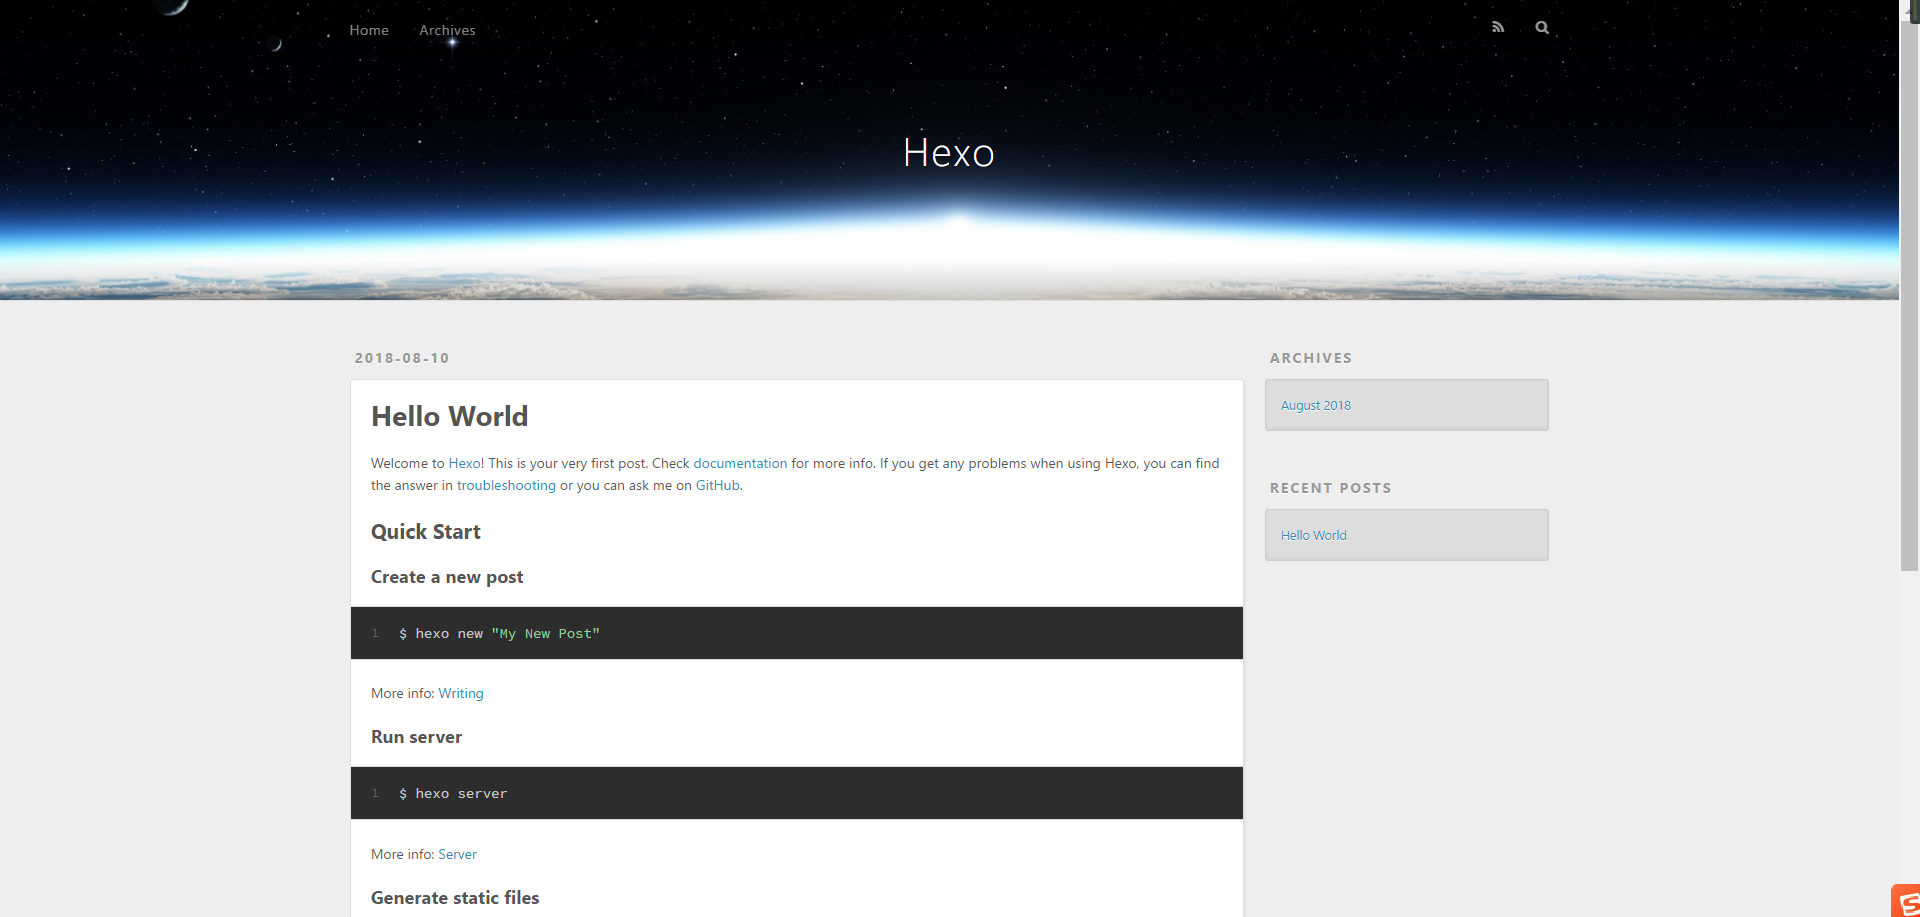 Home Archives
Hexo
2018-08-10
Hello World
Welcome to Hexo! This is your very first post. Check documentation for more info. If you get any problems when using Hexo, you can find
the answer in troubleshooting or you can ask me on GitHub.
Quick Start
Create a new post
1 $ hexo new "My New Post"
More info: Writing
Run server
1 $ hexo server
More info: Server
Generate static files
ARCHIVES
August 2018
RECENT POSTS
Hello World